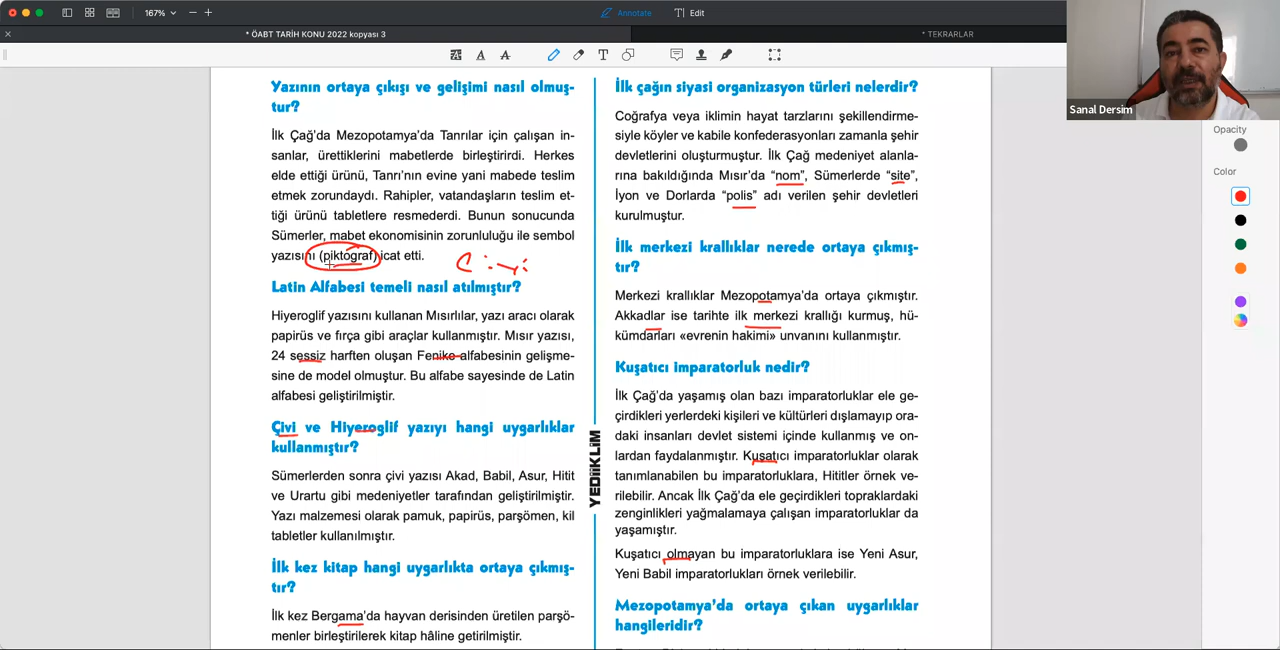 167%
Annotate
Edit
* ÖABT TARİH KONU 2022 kopyası 3
* TEKRARLAR
Sanal Dersim
Opacity
Color
Yazının ortaya çıkışı ve gelişimi nasıl olmuş-
tur?
İlk Çağ'da Mezopotamya'da Tanrılar için çalışan in-
sanlar, ürettiklerini mabetlerde birleştirirdi. Herkes
elde ettiği ürünü, Tanrı'nın evine yani mabede teslim
etmek zorundaydı. Rahipler, vatandaşların teslim et-
tiği ürünü tabletlere resmederdi. Bunun sonucunda
Sümerler, mabet ekonomisinin zorunluluğu ile sembol
yazısını (piktograf) icat etti.
Çivi
Latin Alfabesi temeli nasıl atılmıştır?
Hiyeroglif yazısını kullanan Mısırlılar, yazı aracı olarak
papirüs ve fırça gibi araçlar kullanmıştır. Mısır yazısı,
24 sessiz harften oluşan Fenike alfabesinin gelişme-
sine de model olmuştur. Bu alfabe sayesinde de Latin
alfabesi geliştirilmiştir.
Çivi ve Hiyeroglif yazıyı hangi uygarlıklar
kullanmıştır?
Sümerlerden sonra çivi yazısı Akad, Babil, Asur, Hitit
ve Urartu gibi medeniyetler tarafından geliştirilmiştir.
Yazı malzemesi olarak pamuk, papirüs, parşömen, kil
tabletler kullanılmıştır.
İlk kez kitap hangi uygarlıkta ortaya çıkmış-
tır?
İlk kez Bergama'da hayvan derisinden üretilen parşö-
menler birleştirilerek kitap hâline getirilmiştir.
YEDİİKLİM
İlk çağın siyasi organizasyon türleri nelerdir?
Coğrafya veya iklimin hayat tarzlarını şekillendirme-
siyle köyler ve kabile konfederasyonları zamanla şehir
devletlerini oluşturmuştur. İlk Çağ medeniyet alanla-
rına bakıldığında Mısır'da “nom”, Sümerlerde “site”,
İyon ve Dorlarda “polis” adı verilen şehir devletleri
kurulmuştur.
İlk merkezi krallıklar nerede ortaya çıkmış-
tır?
Merkezi krallıklar Mezopotamya'da ortaya çıkmıştır.
Akkadlar ise tarihte ilk merkezi krallığı kurmuş, hü-
kümdarları «evrenin hakimi» unvanını kullanmıştır.
Kuşatıcı imparatorluk nedir?
İlk Çağ'da yaşamış olan bazı imparatorluklar ele ge-
çirdikleri yerlerdeki kişileri ve kültürleri dışlamayıp ora-
daki insanları devlet sistemi içinde kullanmış ve on-
lardan faydalanmıştır. Kuşatıcı imparatorluklar olarak
tanımlanabilen bu imparatorluklara, Hititler örnek ve-
rilebilir. Ancak İlk Çağ'da ele geçirdikleri topraklardaki
zenginlikleri yağmalamaya çalışan imparatorluklar da
yaşamıştır.
Kuşatıcı olmayan bu imparatorluklara ise Yeni Asur,
Yeni Babil imparatorlukları örnek verilebilir.
Mezopotamya'da ortaya çıkan uygarlıklar
hangileridir?